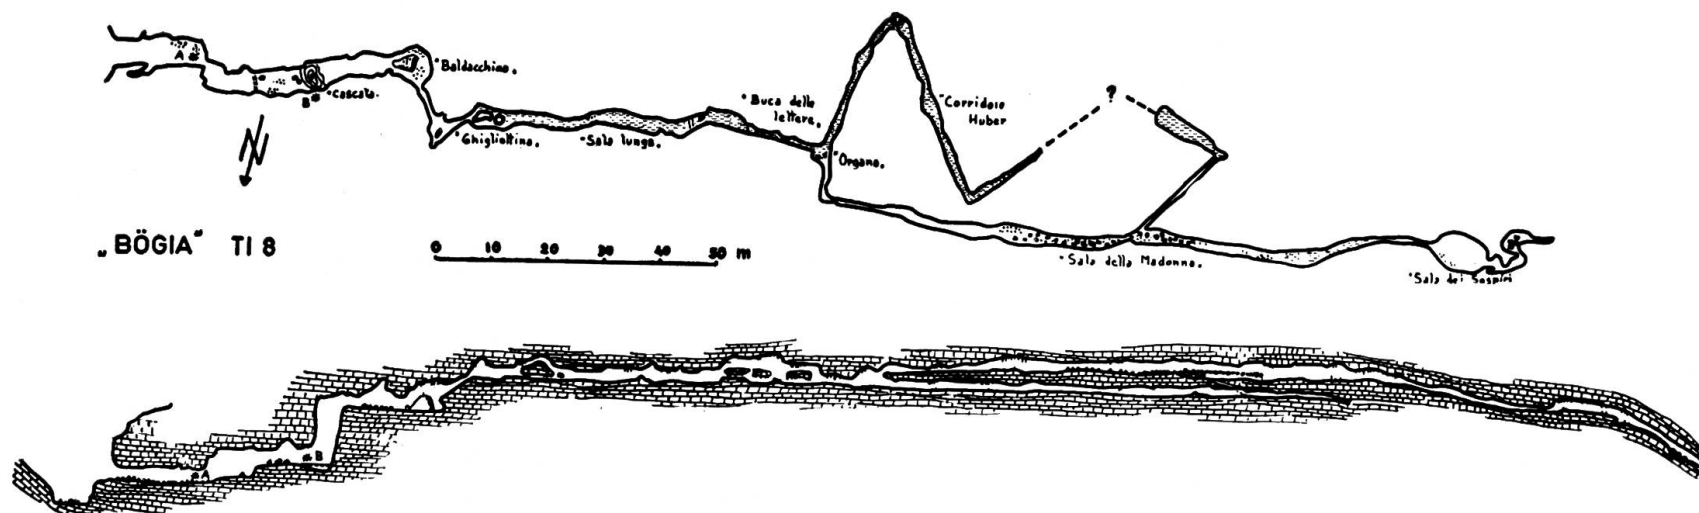 A
B
°Cascata.
°Baldacchino.
°Ghigliottina.
°Sala lunga.
°Buca delle
lettere.
°Organo.
°Corridoio
Huber
?
°Sala della Madonna.
°Sala dei Sospiri
N
„BÖGIA“ TI 8
0 10 20 30 40 50 m
A
B